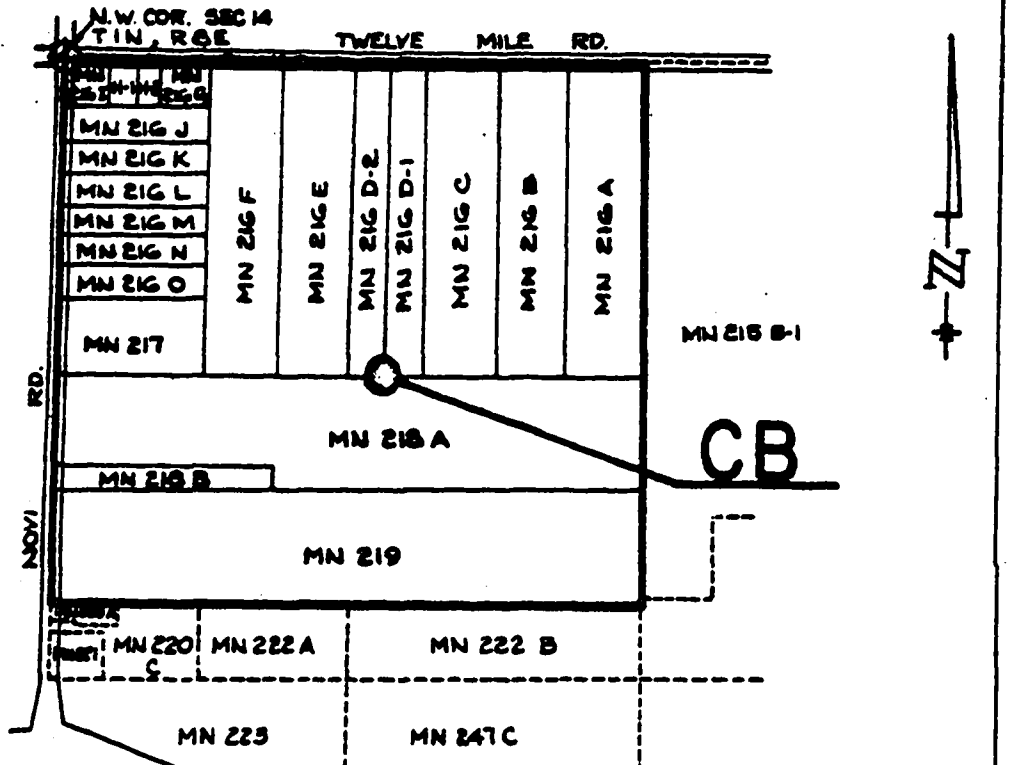 N.W. COR. SEC 14
T1N, R8E
TWELVE MILE RD.
MN 216 J
MN 216 K
MN 216 L
MN 216 M
MN 216 N
MN 216 O
MN 217
MN 216 F
MN 216 E
MN 216 D-2
MN 216 D-1
MN 216 C
MN 216 B
MN 216 A
MN 215 B-1
N
RD.
NOVI
MN 218 A
MN 218 B
CB
MN 219
MN 220
C
MN 222 A
MN 222 B
MN 223
MN 247 C